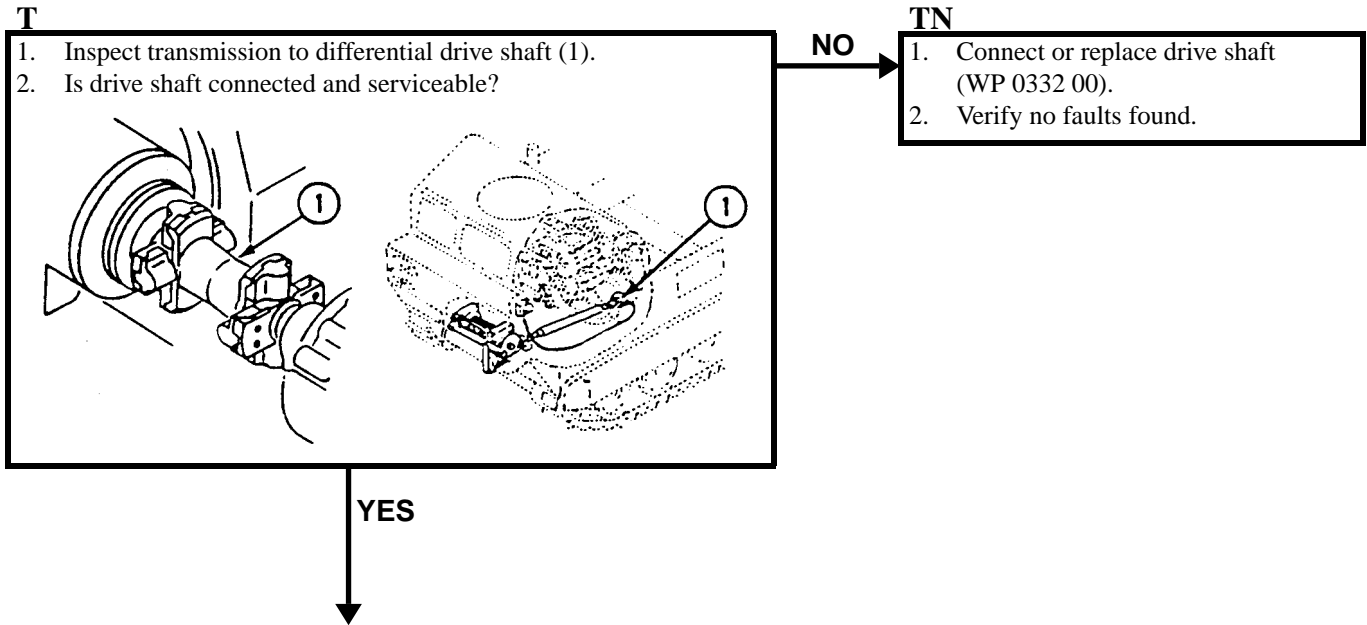 T
1. Inspect transmission to differential drive shaft (1).
2. Is drive shaft connected and serviceable?
1
1
NO
TN
1. Connect or replace drive shaft
(WP 0332 00).
2. Verify no faults found.
YES